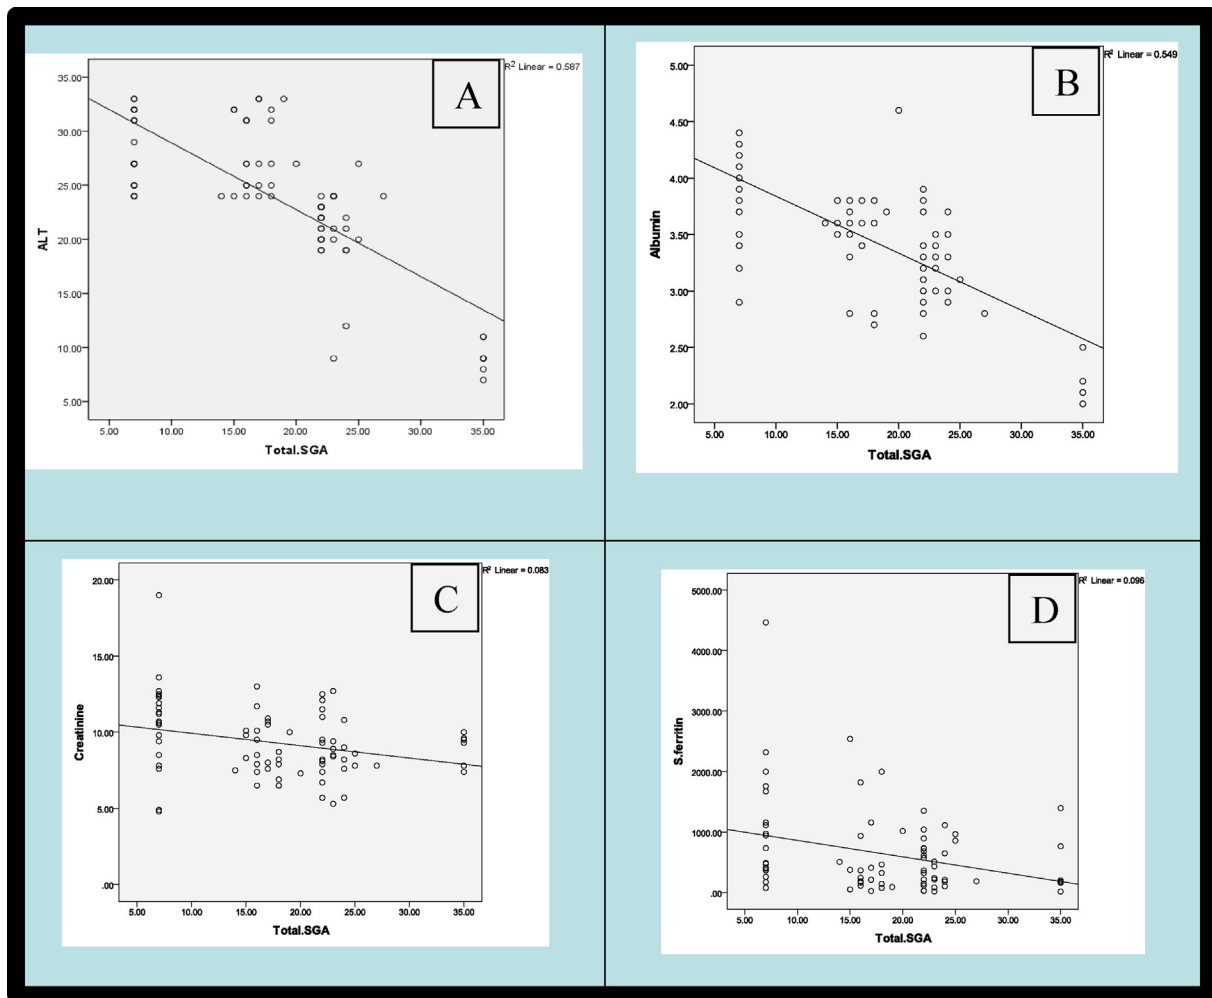 A
R² Linear = 0.587
35.00
30.00
25.00
20.00
15.00
10.00
5.00
ALT
5.00 10.00 15.00 20.00 25.00 30.00 35.00
Total.SGA
B
R² Linear = 0.549
5.00
4.50
4.00
3.50
3.00
2.50
2.00
Albumin
5.00 10.00 15.00 20.00 25.00 30.00 35.00
Total.SGA
C
R² Linear = 0.083
20.00
15.00
10.00
5.00
.00
Creatinine
5.00 10.00 15.00 20.00 25.00 30.00 35.00
Total.SGA
D
R² Linear = 0.096
5000.00
4000.00
3000.00
2000.00
1000.00
.00
S.ferritin
5.00 10.00 15.00 20.00 25.00 30.00 35.00
Total.SGA